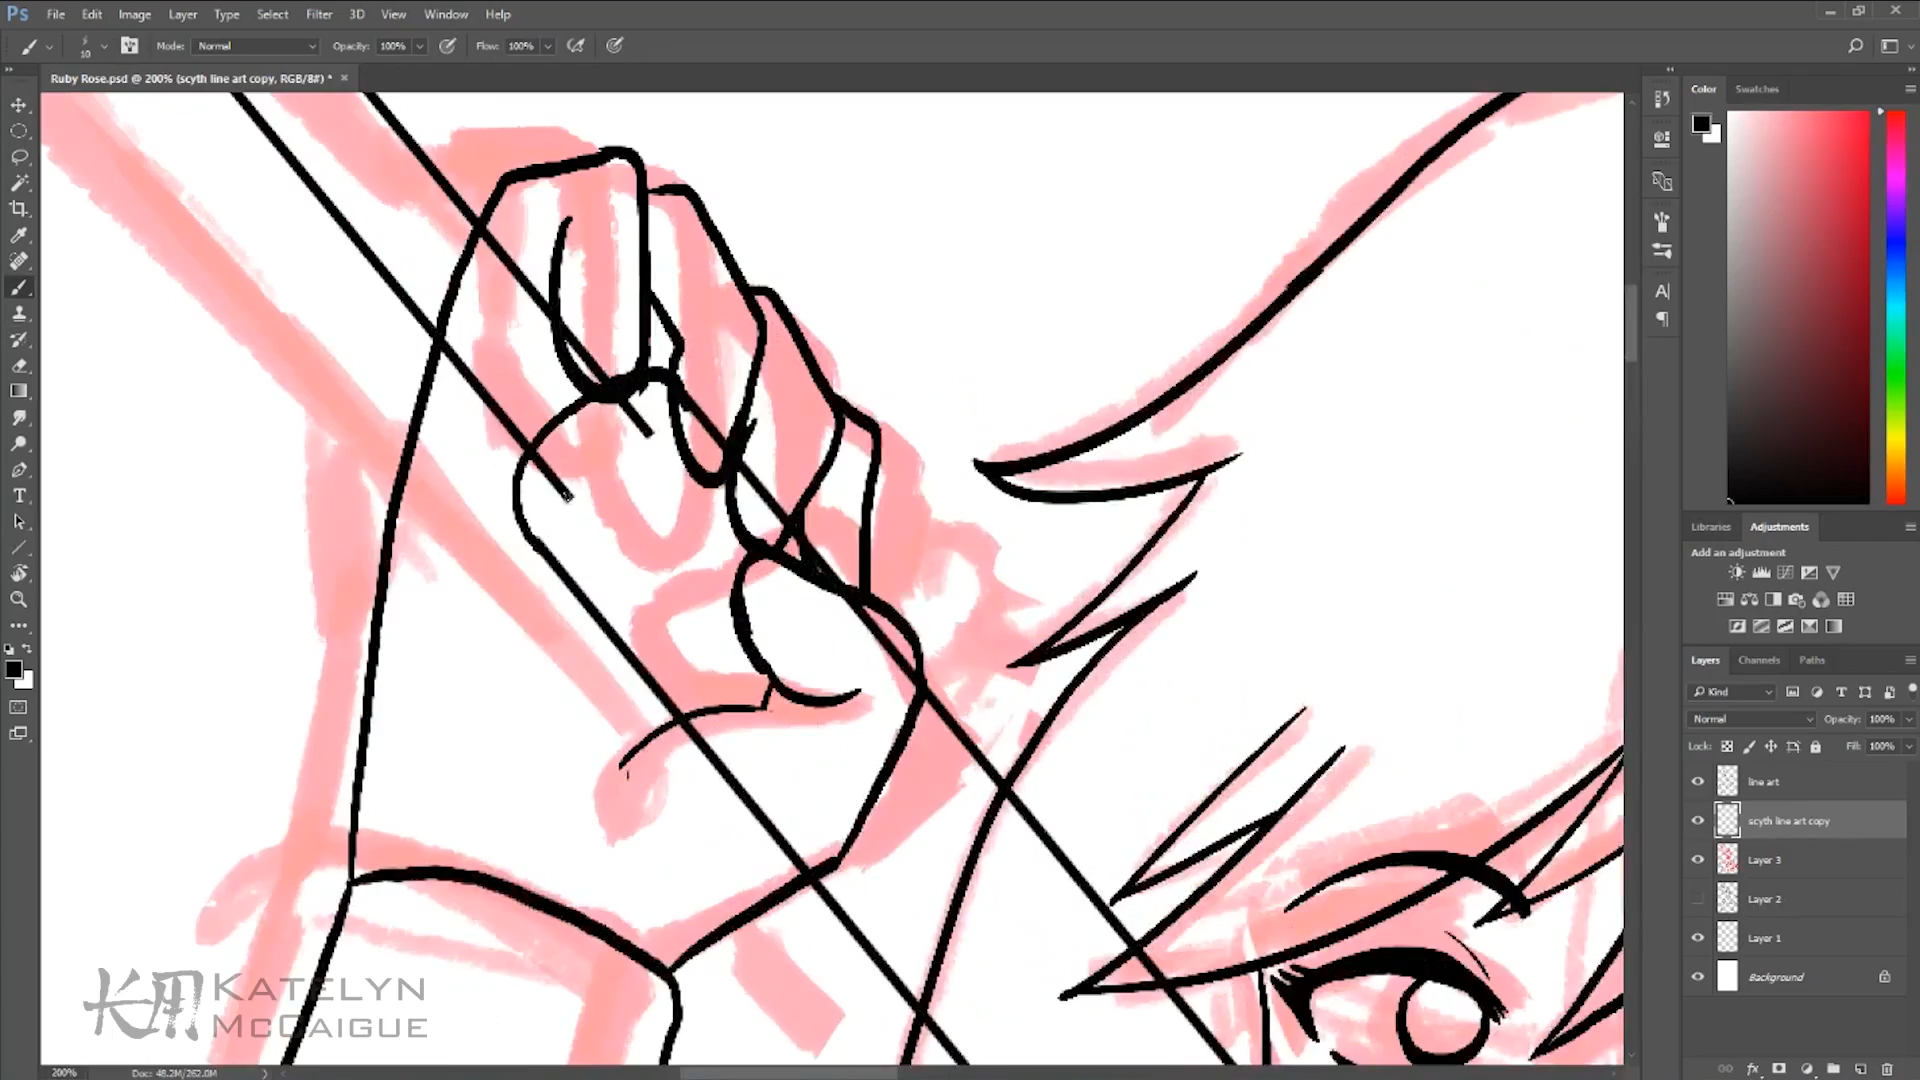 Ps File Edit Image Layer Type Select Filter 3D View Window Help
10 Mode: Normal Opacity: 100% Flow: 100%
Ruby Rose.psd @ 200% (scyth line art copy, RGB/8#) * ×
Color Swatches
Libraries Adjustments
Add an adjustment
Layers Channels Paths
Kind
Normal Opacity: 100%
Lock: Fill: 100%
line art
scyth line art copy
Layer 3
Layer 2
Layer 1
Background
KATELYN
MCCAIGUE
200% Doc: 48.2M/262.0M